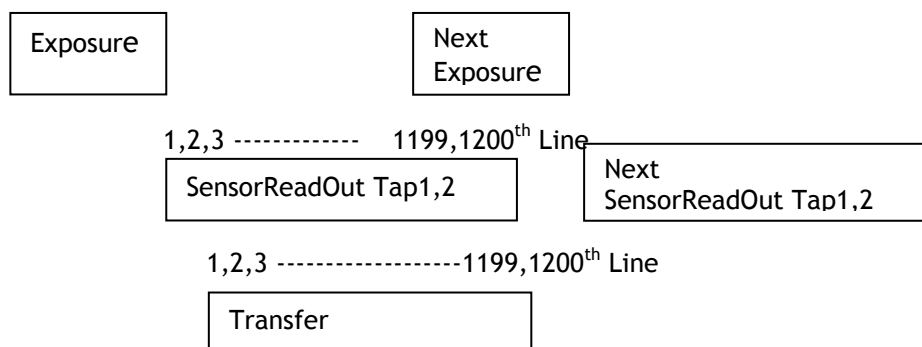 Exposure
Next
Exposure
1,2,3 ------------- 1199,1200th Line
SensorReadOut Tap1,2
Next
SensorReadOut Tap1,2
1,2,3 -------------------1199,1200th Line
Transfer